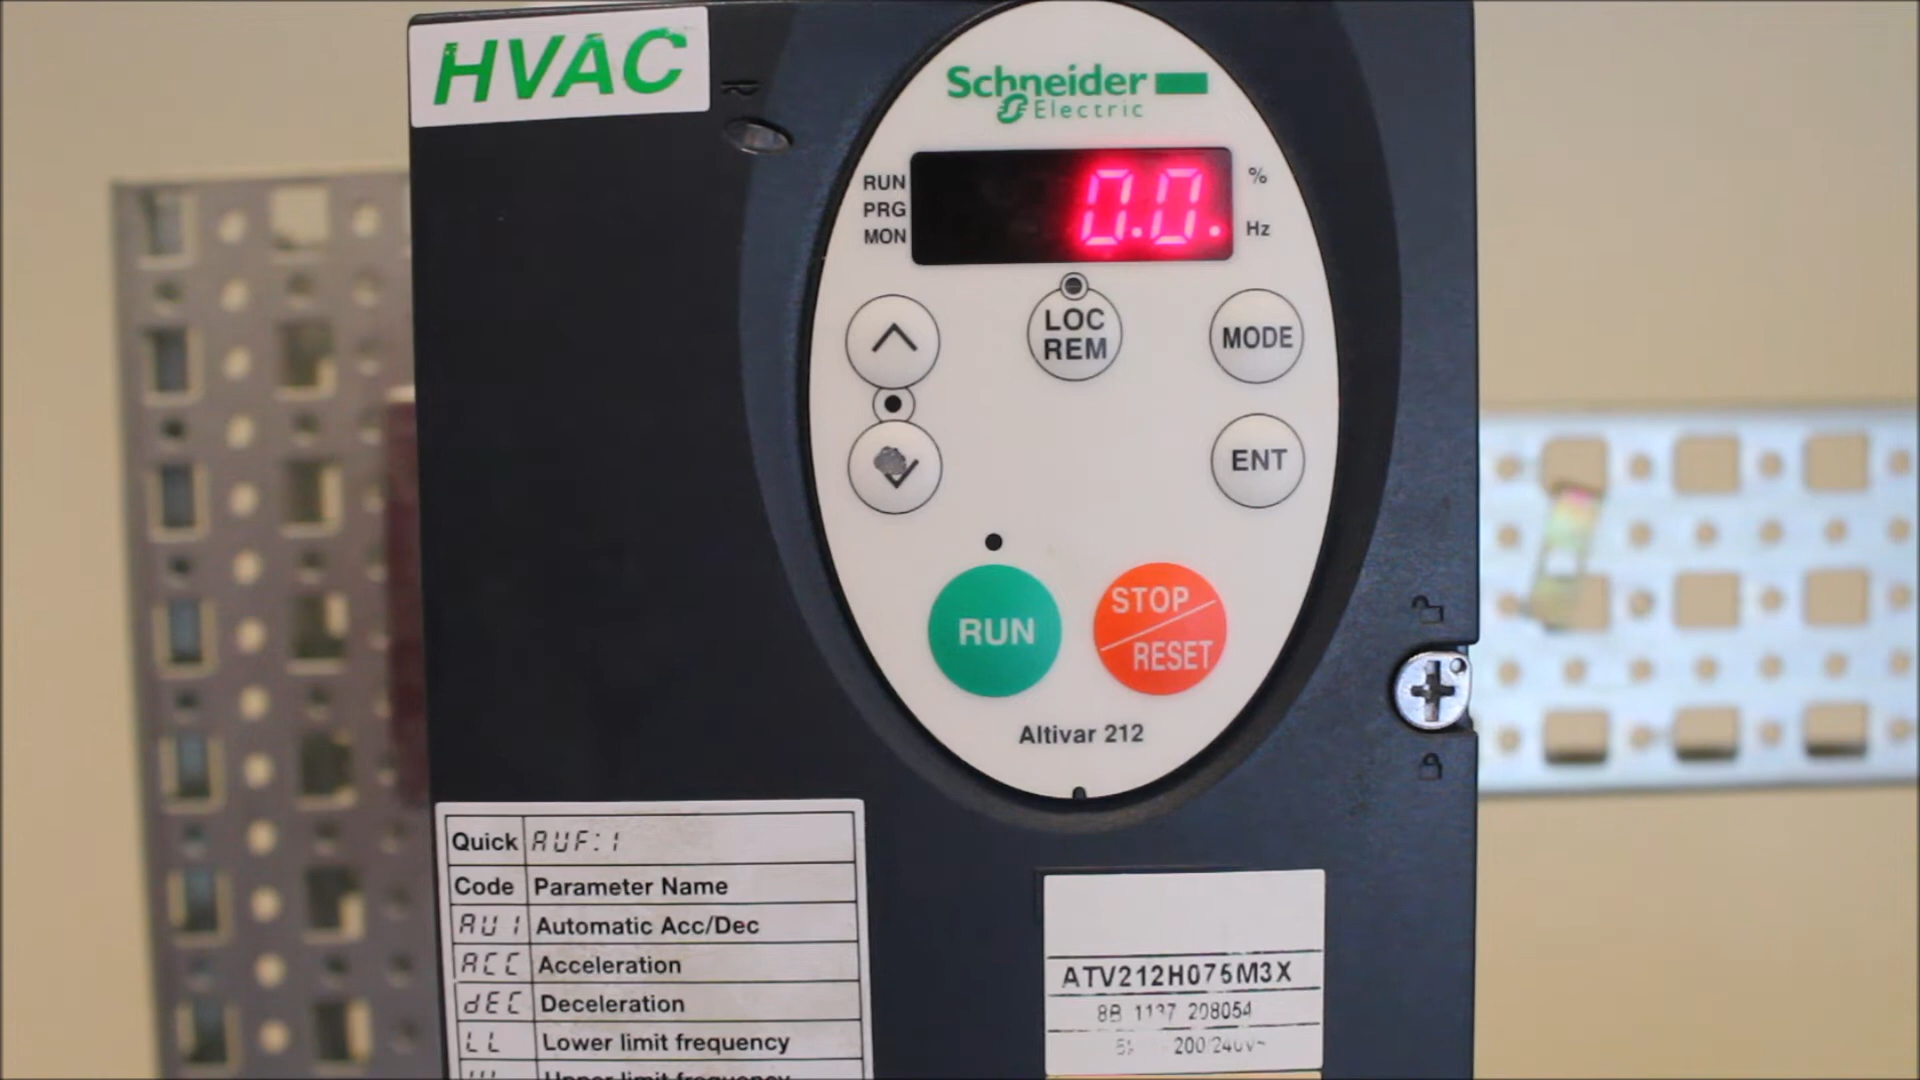 HVAC
Schneider
Electric
RUN
PRG
MON
0.0.
%
Hz
LOC
REM
MODE
ENT
RUN
STOP
RESET
Altivar 212
Quick AUF:1
Code Parameter Name
AU1 Automatic Acc/Dec
ACC Acceleration
dEC Deceleration
LL Lower limit frequency
Upper limit frequency
ATV212H075M3X
8B 208054
200/240V~